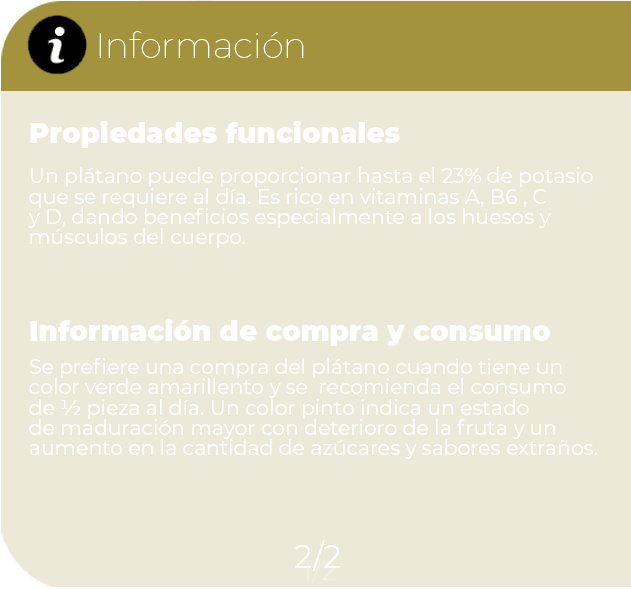 i Información
Propiedades funcionales
Un plátano puede proporcionar hasta el 23% de potasio
que se requiere al día. Es rico en vitaminas A, B6 , C
y D, dando beneficios especialmente a los huesos y
músculos del cuerpo.
Información de compra y consumo
Se prefiere una compra del plátano cuando tiene un
color verde amarillento y se  recomienda el consumo
de ½ pieza al día. Un color pinto indica un estado
de maduración mayor con deterioro de la fruta y un
aumento en la cantidad de azúcares y sabores extraños.
2/2